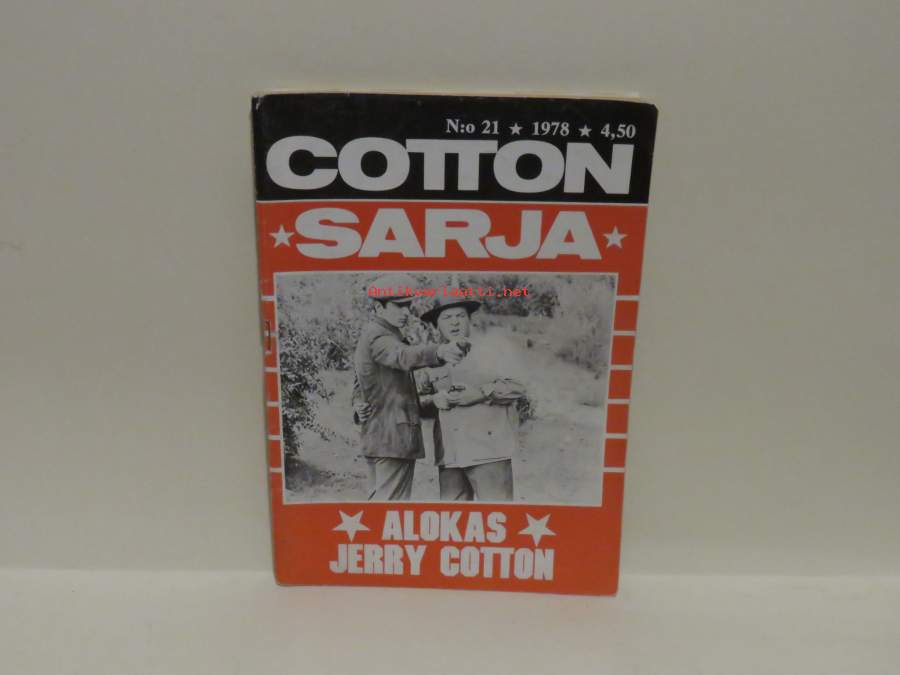 N:o 21 ★ 1978 ★ 4,50
COTTON
★ SARJA ★
Antikvariaatti.net
★ ALOKAS ★
JERRY COTTON